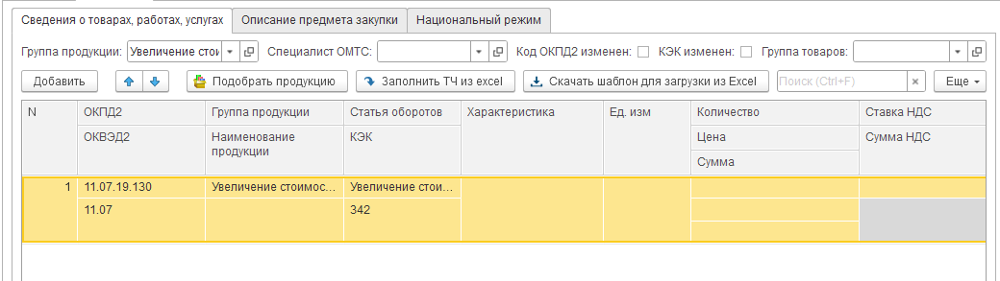 Сведения о товарах, работах, услугах Описание предмета закупки Национальный режим
Группа продукции: Увеличение стои Специалист ОМТС: Код ОКПД2 изменен: КЭК изменен: Группа товаров:
Добавить Подобрать продукцию Заполнить ТЧ из excel Скачать шаблон для загрузки из Excel Поиск (Ctrl+F) × Еще
N ОКПД2 Группа продукции Статья оборотов Характеристика Ед. изм Количество Ставка НДС
ОКВЭД2 Наименование продукции КЭК Цена Сумма НДС
Сумма
1 11.07.19.130 Увеличение стоимос... Увеличение стои...
11.07 342